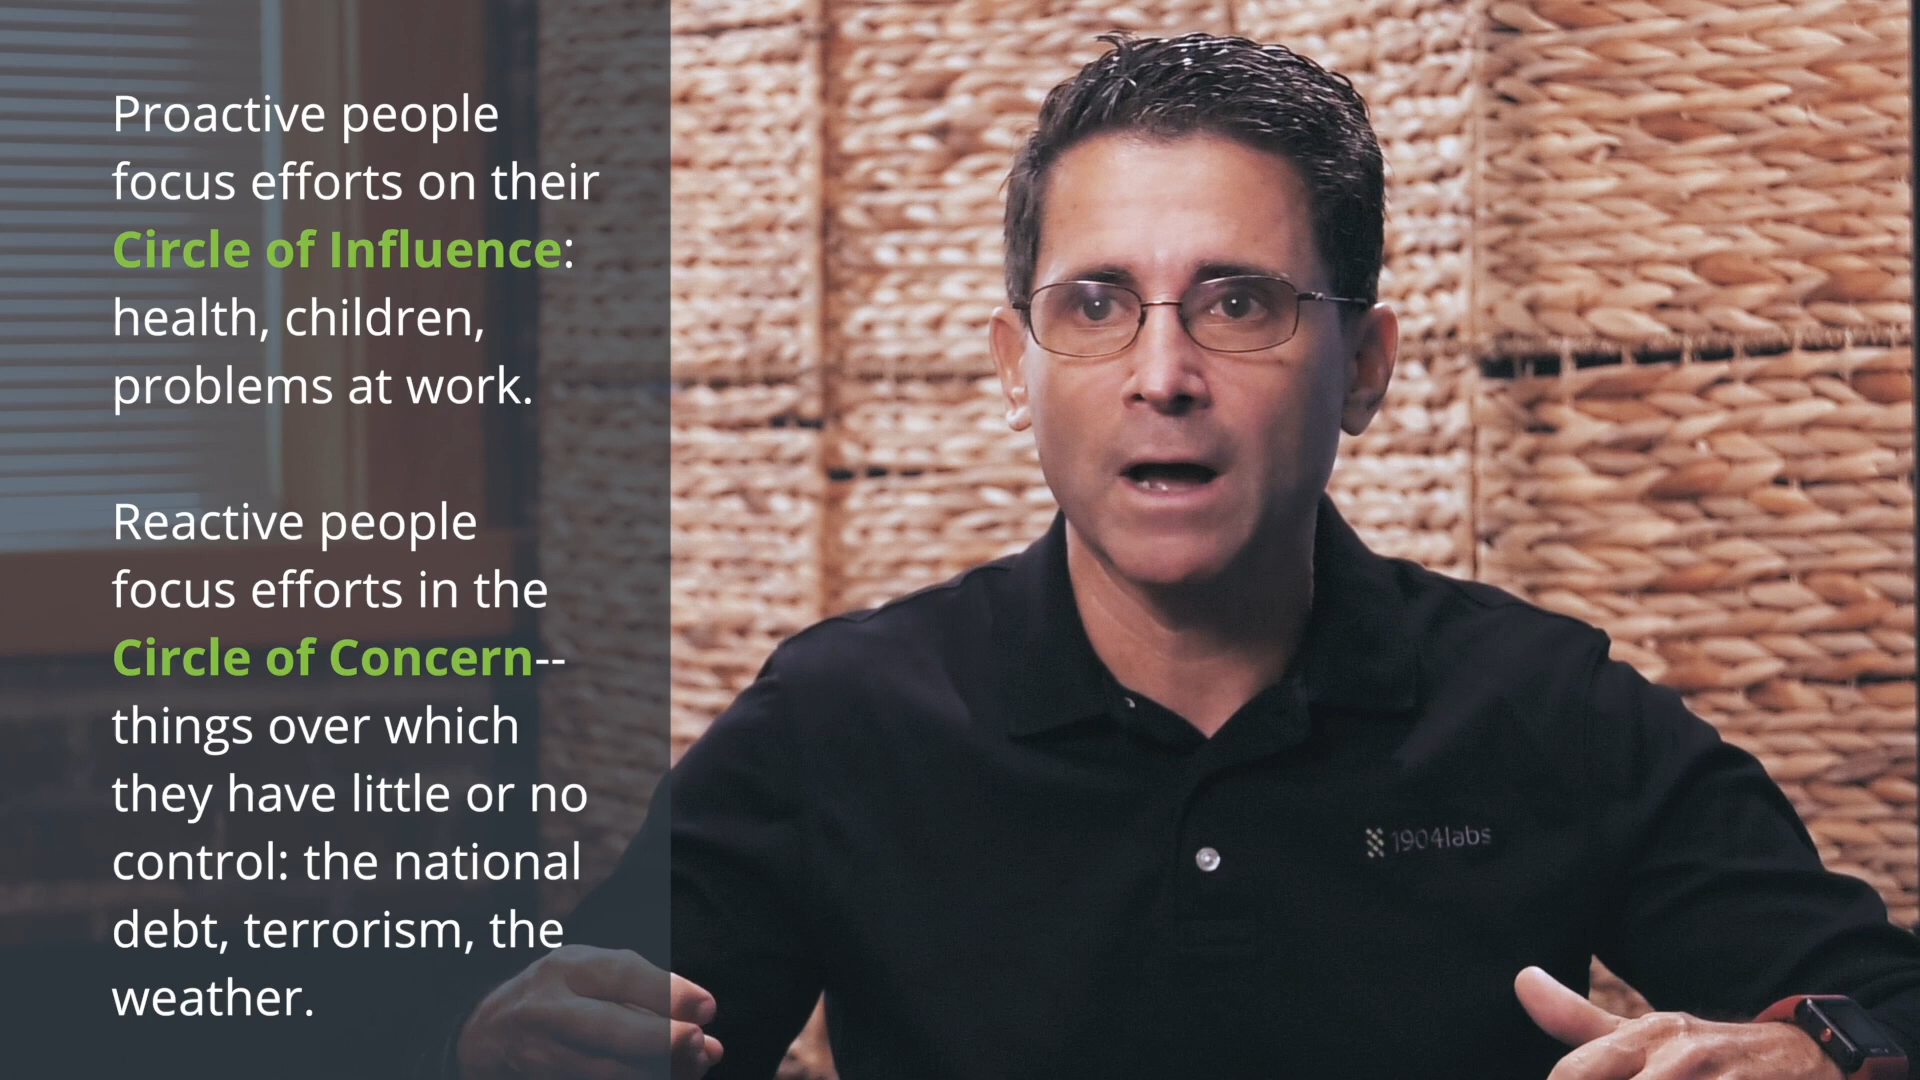 Proactive people
focus efforts on their
Circle of Influence:
health, children,
problems at work.
Reactive people
focus efforts in the
Circle of Concern--
things over which
they have little or no
control: the national
debt, terrorism, the
weather.
1904labs